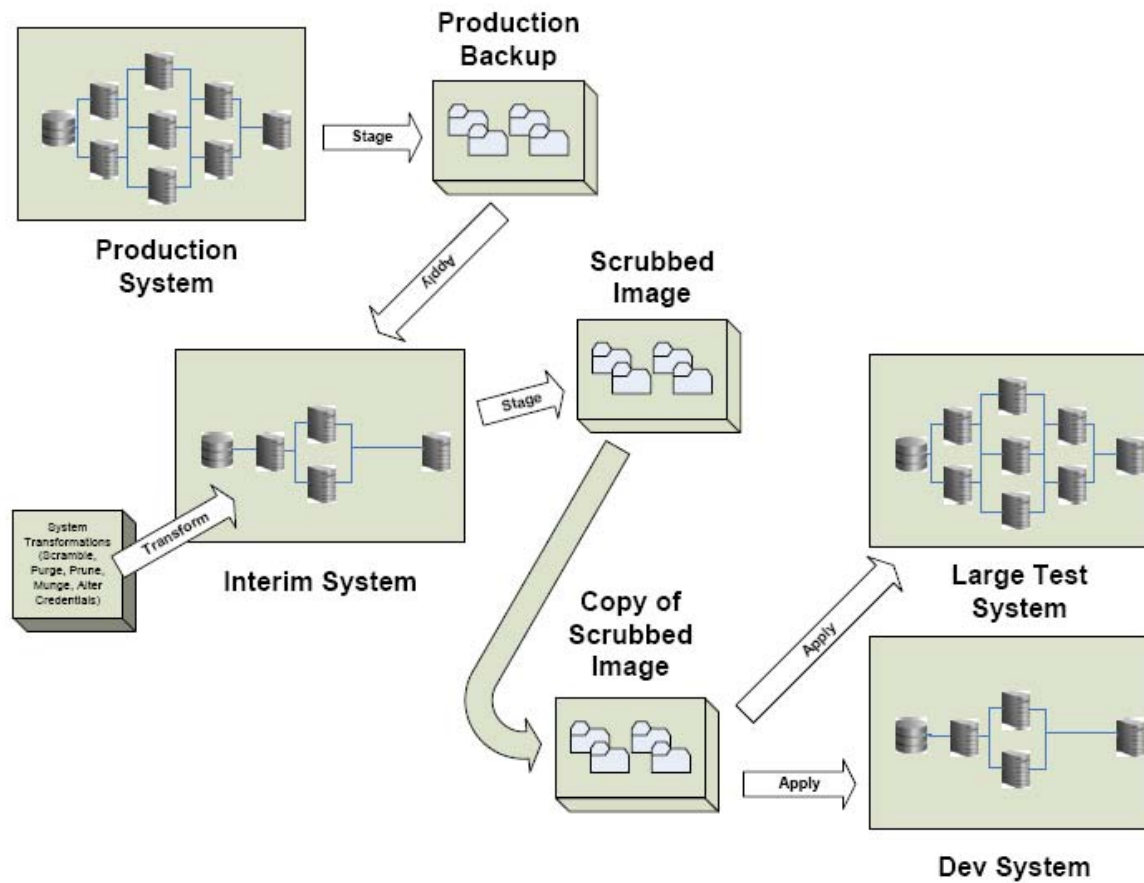 Production
Backup
Stage
Production
System
Apply
Scrubbed
Image
Stage
System
Transformations
(Scramble,
Purge, Prune,
Munge, Alter
Credentials)
Transform
Interim System
Copy of
Scrubbed
Image
Apply
Large Test
System
Apply
Dev System